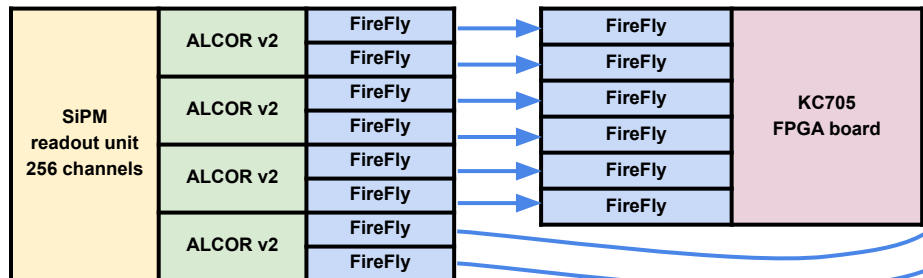 SiPM
readout unit
256 channels
ALCOR v2
ALCOR v2
ALCOR v2
ALCOR v2
FireFly
FireFly
FireFly
FireFly
FireFly
FireFly
FireFly
FireFly
FireFly
FireFly
FireFly
FireFly
FireFly
FireFly
KC705
FPGA board